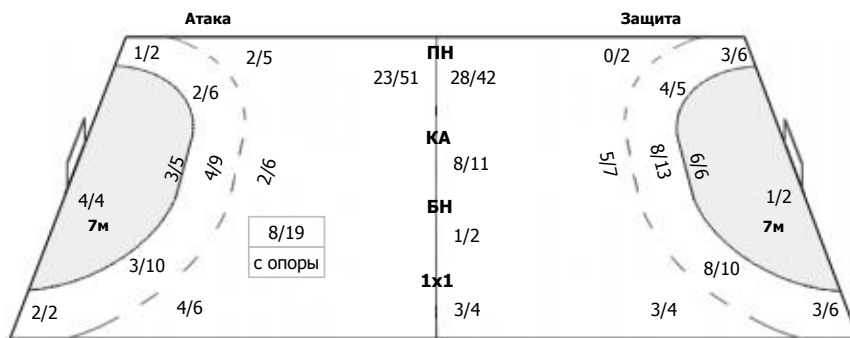 Атака Защита
1/2 2/5 ПН 0/2 3/6
23/51 28/42
2/6 4/5
КА
3/5 4/9 2/6 8/11 5/7 8/13 6/6
4/4 1/2
7м БН 7м
8/19 1/2
с опоры
3/10 8/10
1x1
2/2 4/6 3/4 3/4 3/6